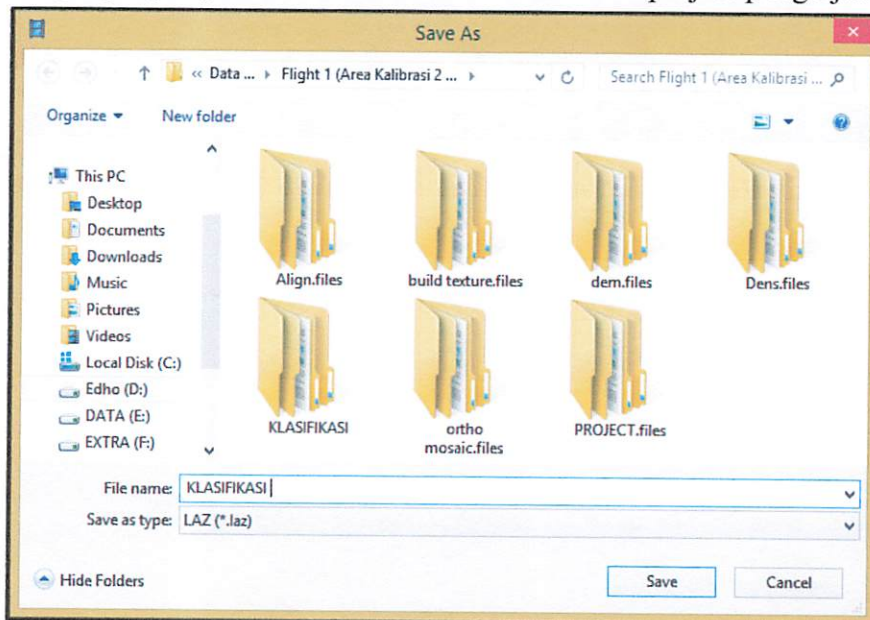 Save As
« Data ... Flight 1 (Area Kalibrasi 2 ...
Search Flight 1 (Area Kalibrasi ...
Organize
New folder
This PC
Desktop
Documents
Downloads
Music
Pictures
Videos
Local Disk (C:)
Edho (D:)
DATA (E:)
EXTRA (F:)
Align.files
build texture.files
dem.files
Dens.files
KLASIFIKASI
ortho
mosaic.files
PROJECT.files
File name: KLASIFIKASI
Save as type: LAZ (*.laz)
Hide Folders
Save
Cancel